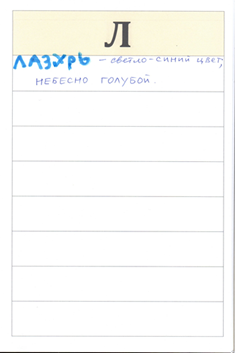 Л
ЛАЗУРЬ – светло-синий цвет,
небесно голубой.